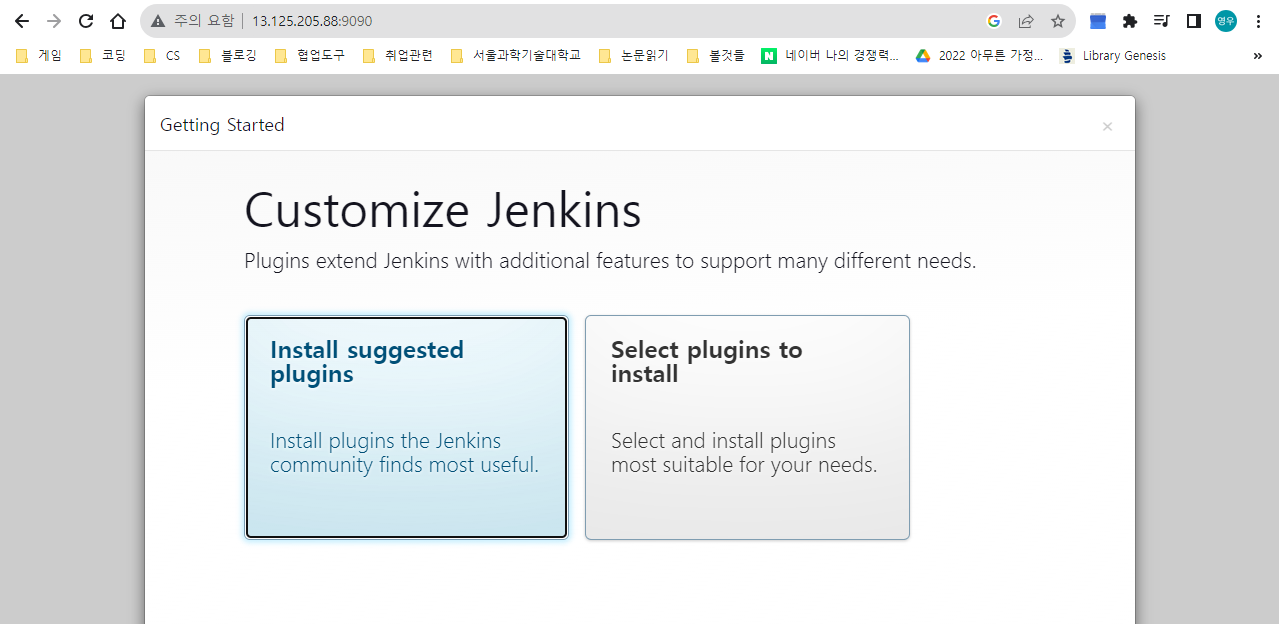 주의 요함 | 13.125.205.88:9090
영우
게임 코딩 CS 블로깅 협업도구 취업관련 서울과학기술대학교 논문읽기 볼것들 N 네이버 나의 경쟁력... 2022 아무튼 가정... Library Genesis »
Getting Started ×
Customize Jenkins
Plugins extend Jenkins with additional features to support many different needs.
Install suggested
plugins
Install plugins the Jenkins
community finds most useful.
Select plugins to
install
Select and install plugins
most suitable for your needs.